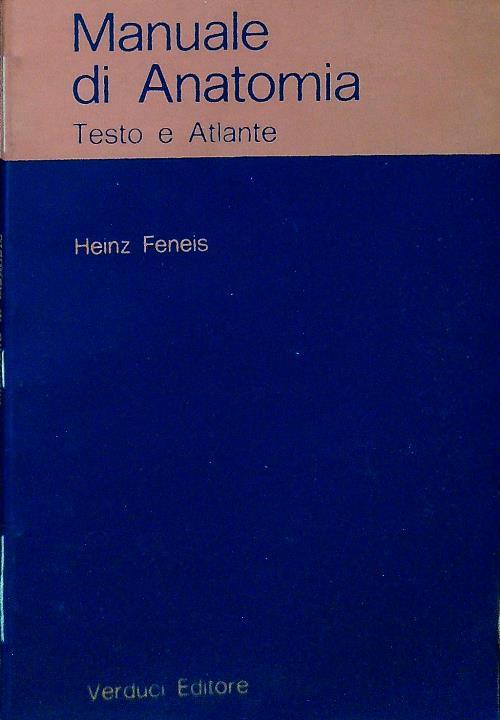 Manuale
di Anatomia
Testo e Atlante
Heinz Feneis
Verduci Editore